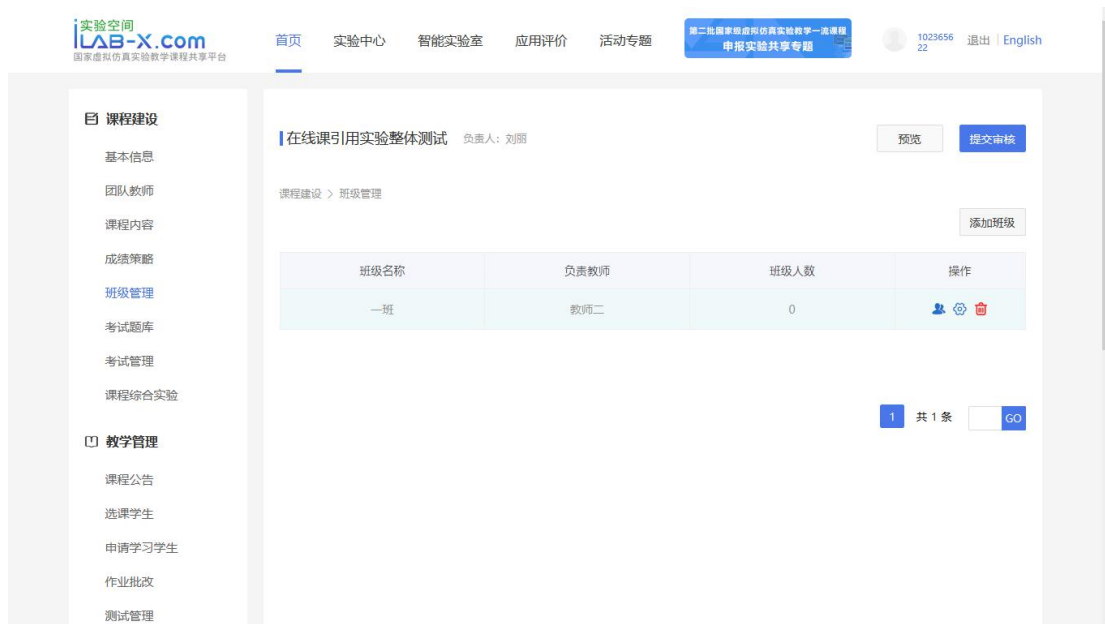 实验空间
iLAB-X.com
国家虚拟仿真实验教学课程共享平台
首页 实验中心 智能实验室 应用评价 活动专题
第二批国家级虚拟仿真实验教学一流课程
申报实验共享专题
1023656
22
退出 English
课程建设
基本信息
团队教师
课程内容
成绩策略
班级管理
考试题库
考试管理
课程综合实验
教学管理
课程公告
选课学生
申请学习学生
作业批改
测试管理
在线课引用实验整体测试 负责人：刘丽
预览 提交审核
课程建设 > 班级管理
添加班级
班级名称 负责教师 班级人数 操作
一班 教师二 0
1 共 1 条 GO